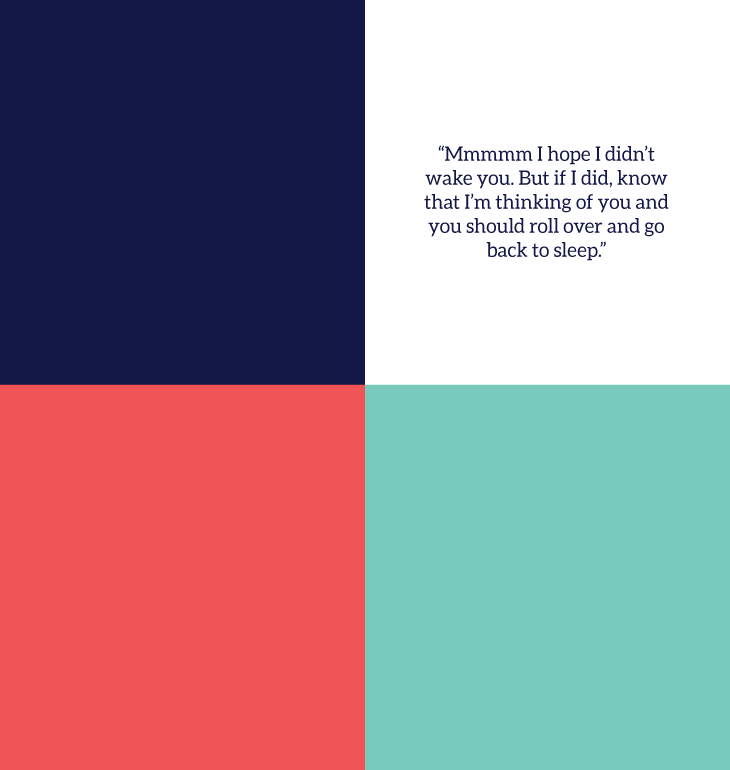 “Mmmmm I hope I didn’t
wake you. But if I did, know
that I’m thinking of you and
you should roll over and go
back to sleep.”